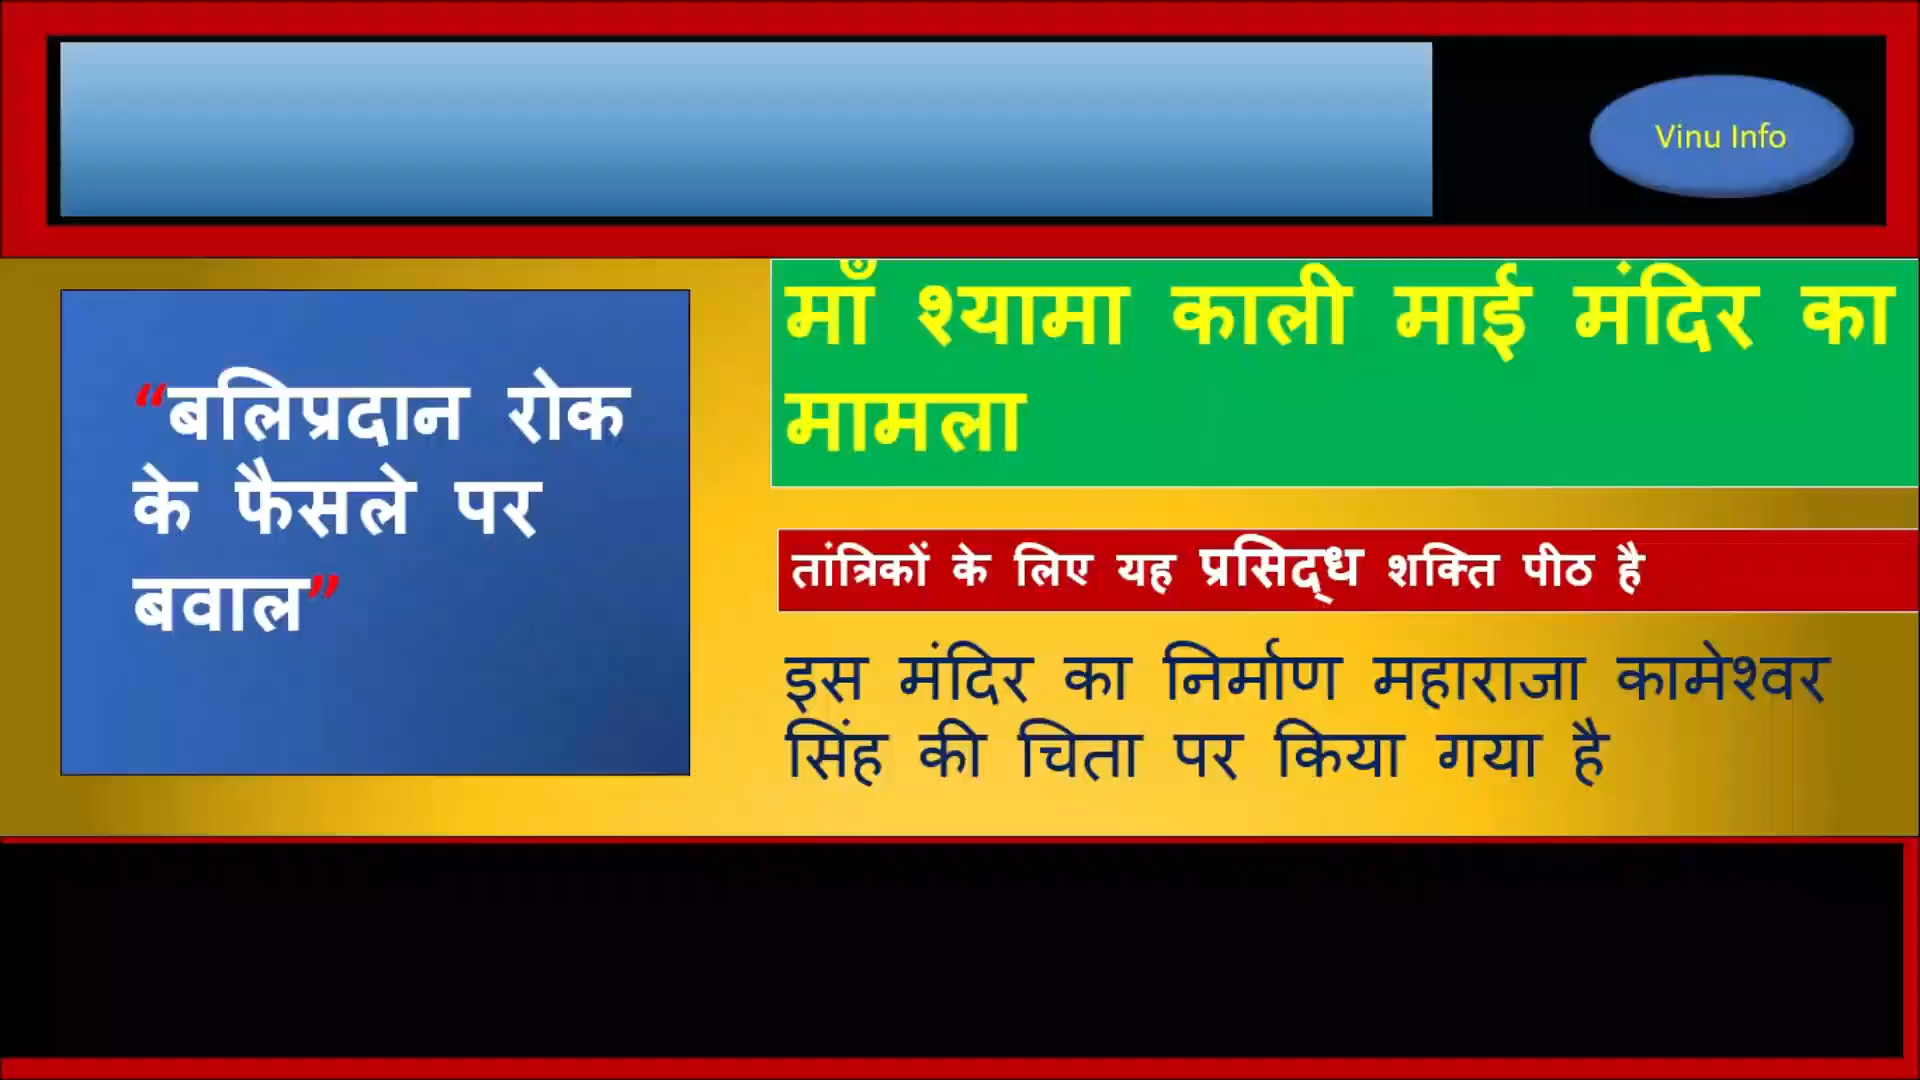 Vinu Info
“बलिप्रदान रोक
के फैसले पर
बवाल”
माँ श्यामा काली माई मंदिर का
मामला
तांत्रिकों के लिए यह प्रसिद्ध शक्ति पीठ है
इस मंदिर का निर्माण महाराजा कामेश्वर
सिंह की चिता पर किया गया है